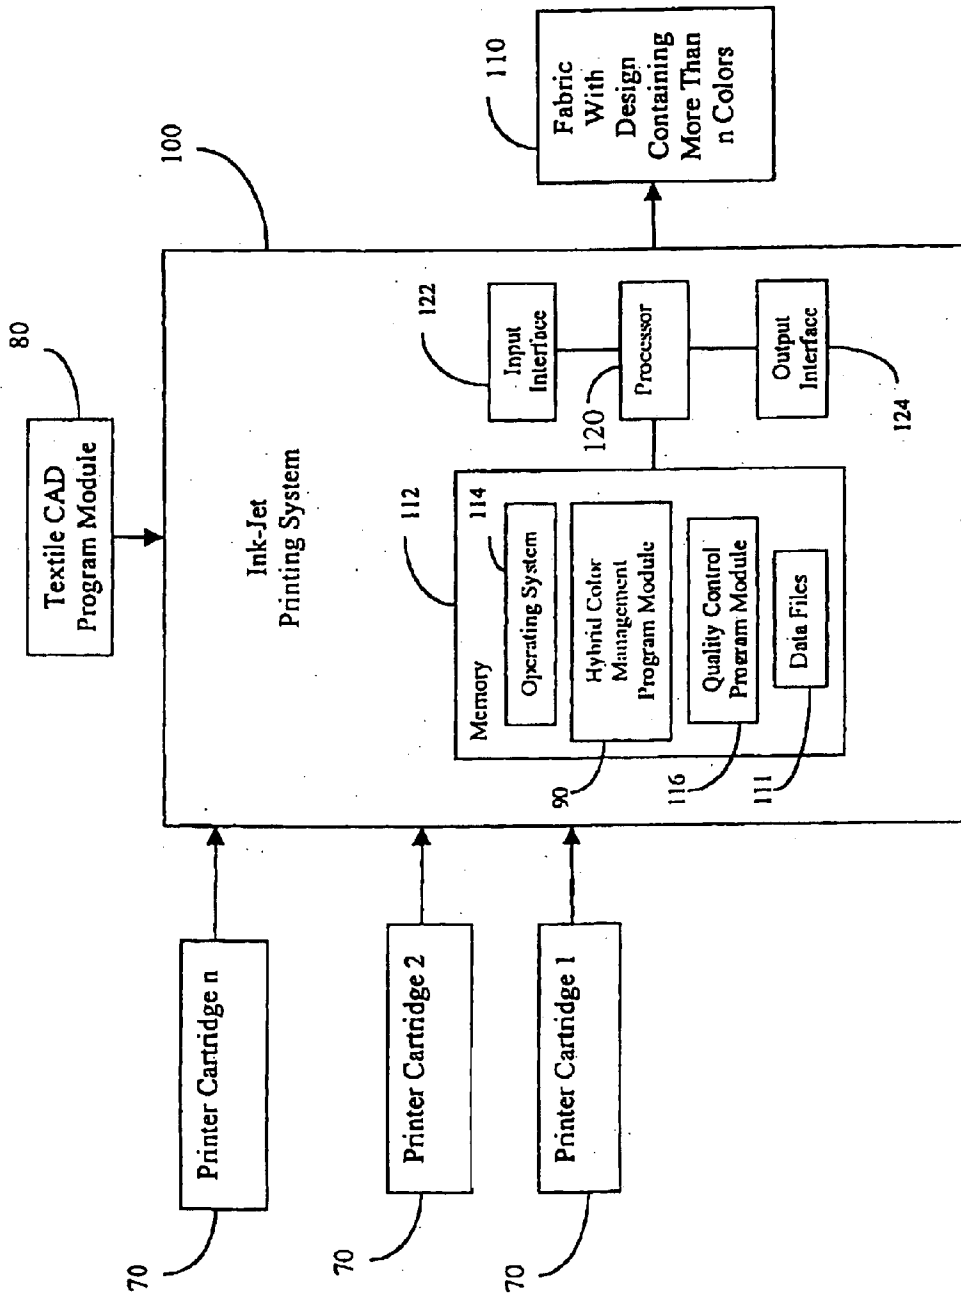 80
Textile CAD
Program Module
100
Ink-Jet
Printing System
70
Printer Cartridge n
70
Printer Cartridge 2
70
Printer Cartridge 1
112
Memory
114
Operating System
Hybrid Color
Management
Program Module
90
Quality Control
Program Module
116
Data Files
111
122
Input
Interface
120
Processor
Output
Interface
124
110
Fabric
With
Design
Containing
More Than
n Colors